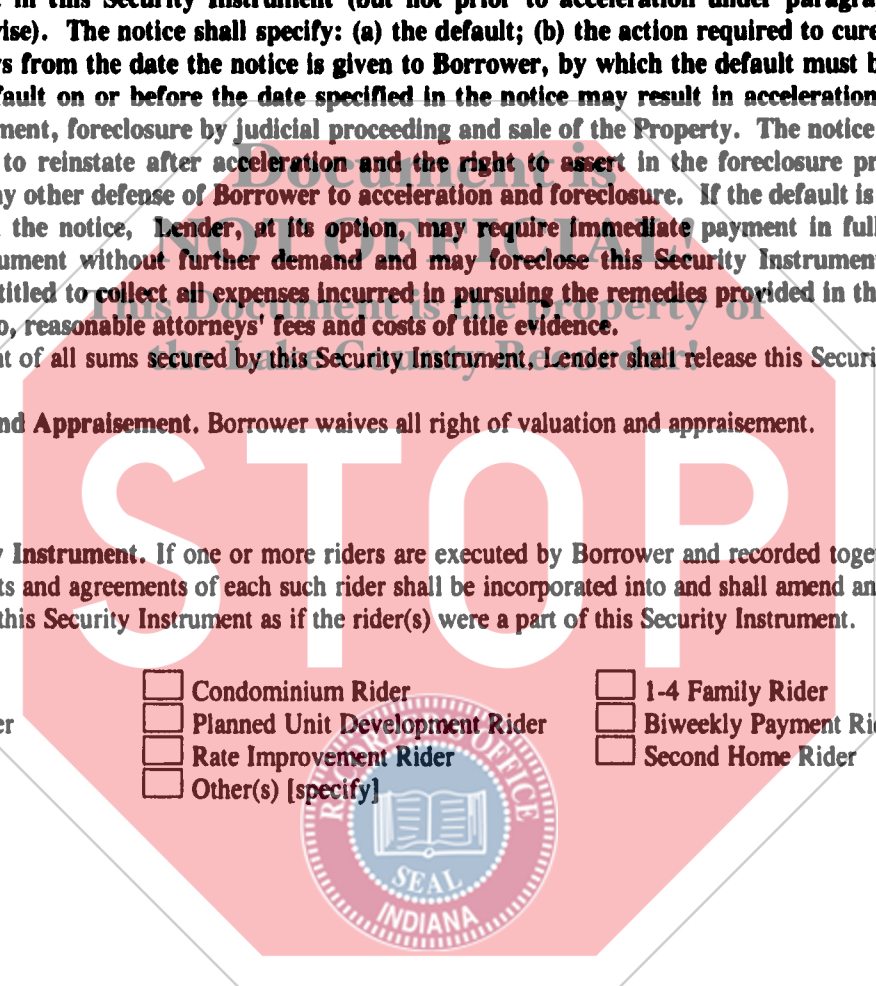 in this Security Instrument (but not prior to acceleration under paragra
ise). The notice shall specify: (a) the default; (b) the action required to cure
s from the date the notice is given to Borrower, by which the default must b
ault on or before the date specified in the notice may result in acceleration
ment, foreclosure by judicial proceeding and sale of the Property. The notice
to reinstate after acceleration and the right to assert in the foreclosure pr
y other defense of Borrower to acceleration and foreclosure. If the default is
the notice, Lender, at its option, may require immediate payment in full
ument without further demand and may foreclose this Security Instrumen
titled to collect all expenses incurred in pursuing the remedies provided in th
o, reasonable attorneys' fees and costs of title evidence.
t of all sums secured by this Security Instrument, Lender shall release this Securi
nd Appraisement. Borrower waives all right of valuation and appraisement.
y Instrument. If one or more riders are executed by Borrower and recorded toge
ts and agreements of each such rider shall be incorporated into and shall amend an
this Security Instrument as if the rider(s) were a part of this Security Instrument.
Condominium Rider 1-4 Family Rider
er Planned Unit Development Rider Biweekly Payment Ri
Rate Improvement Rider Second Home Rider
Other(s) [specify]
Document is
NOT OFFICIAL!
This Document is the property of
the Lake County Recorder!
STOP
RECORDER'S OFFICE
SEAL
INDIANA